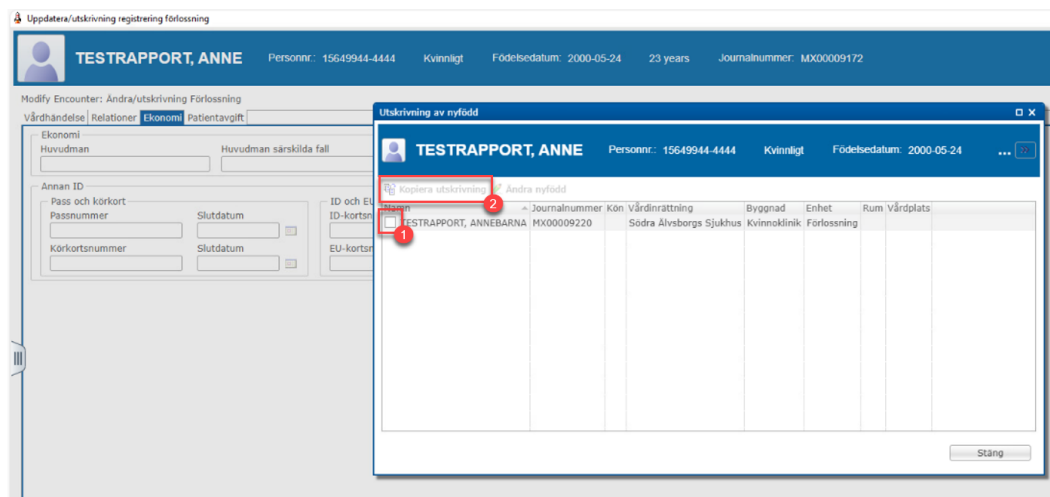 Uppdatera/utskrivning registrering förlossning
TESTRAPPORT, ANNE Personnr.: 15649944-4444 Kvinnligt Födelsedatum: 2000-05-24 23 years Journalnummer: MX00009172
Modify Encounter: Ändra/utskrivning Förlossning
Vårdhändelse Relationer Ekonomi Patientavgift
Ekonomi
Huvudman Huvudman särskilda fall
Annan ID
Pass och körkort
Passnummer Slutdatum
Körkortsnummer Slutdatum
ID och EU
ID-kortsn
EU-kortsr
Utskrivning av nyfödd
TESTRAPPORT, ANNE Personnr.: 15649944-4444 Kvinnligt Födelsedatum: 2000-05-24 ...
Kopiera utskrivning Ändra nyfödd
2
Namn Journalnummer Kön Vårdinrättning Byggnad Enhet Rum Vårdplats
TESTRAPPORT, ANNEBARNA MX00009220 Södra Älvsborgs Sjukhus Kvinnoklinik Förlossning
1
Stäng